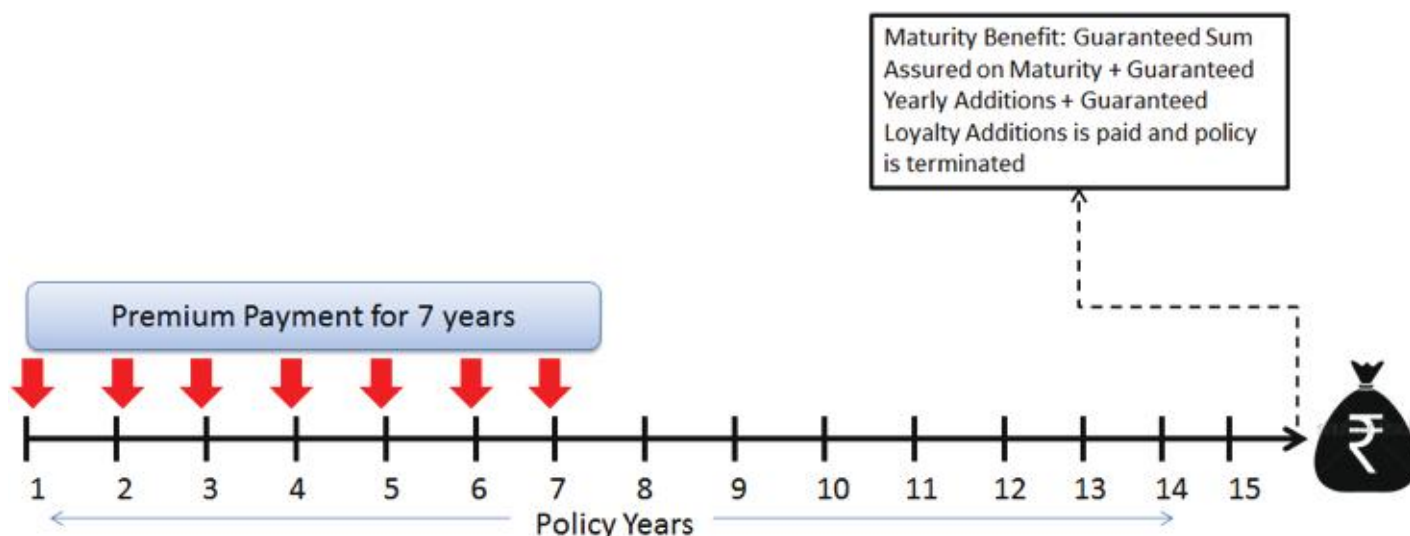 Maturity Benefit: Guaranteed Sum
Assured on Maturity + Guaranteed
Yearly Additions + Guaranteed
Loyalty Additions is paid and policy
is terminated
Premium Payment for 7 years
₹
1 2 3 4 5 6 7 8 9 10 11 12 13 14 15
Policy Years